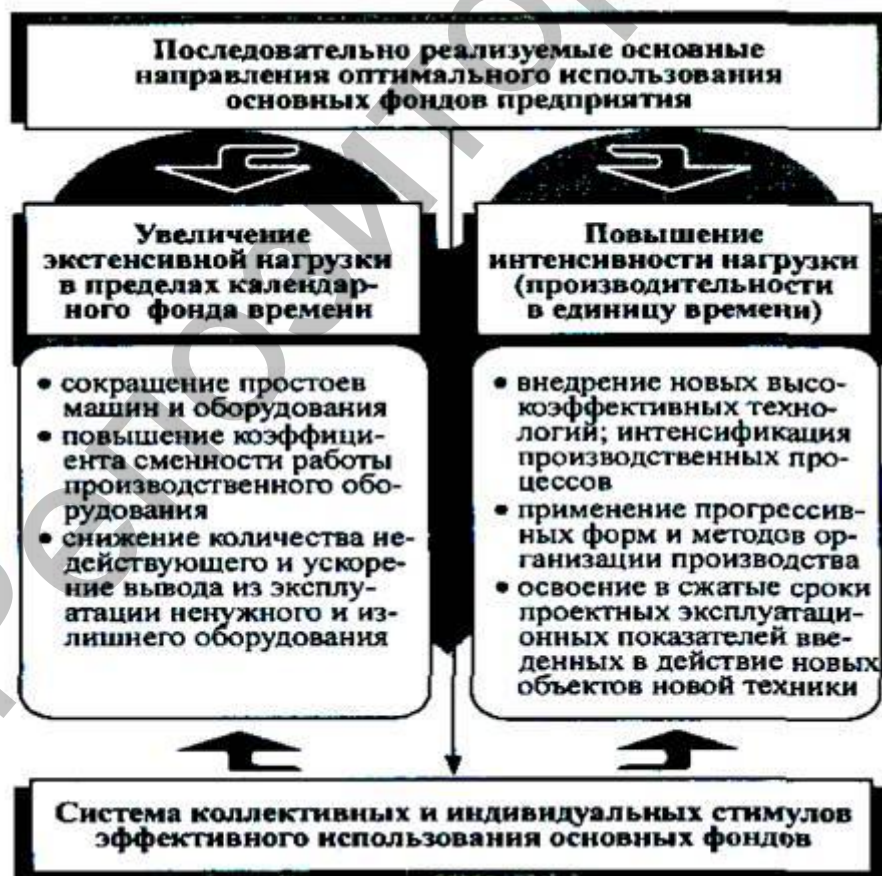 Последовательно реализуемые основные
направления оптимального использования
основных фондов предприятия
Увеличение
экстенсивной нагрузки
в пределах календар-
ного фонда времени
• сокращение простоев
машин и оборудования
• повышение коэффици-
ента сменности работы
производственного обо-
рудования
• снижение количества не-
действующего и ускоре-
ние вывода из эксплу-
атации ненужного и из-
лишнего оборудования
Повышение
интенсивности нагрузки
(производительности
в единицу времени)
• внедрение новых высо-
коэффективных техно-
логий; интенсификация
производственных про-
цессов
• применение прогрессив-
ных форм и методов ор-
ганизации производства
• освоение в сжатые сроки
проектных эксплуатаци-
онных показателей вве-
денных в действие новых
объектов новой техники
Система коллективных и индивидуальных стимулов
эффективного использования основных фондов